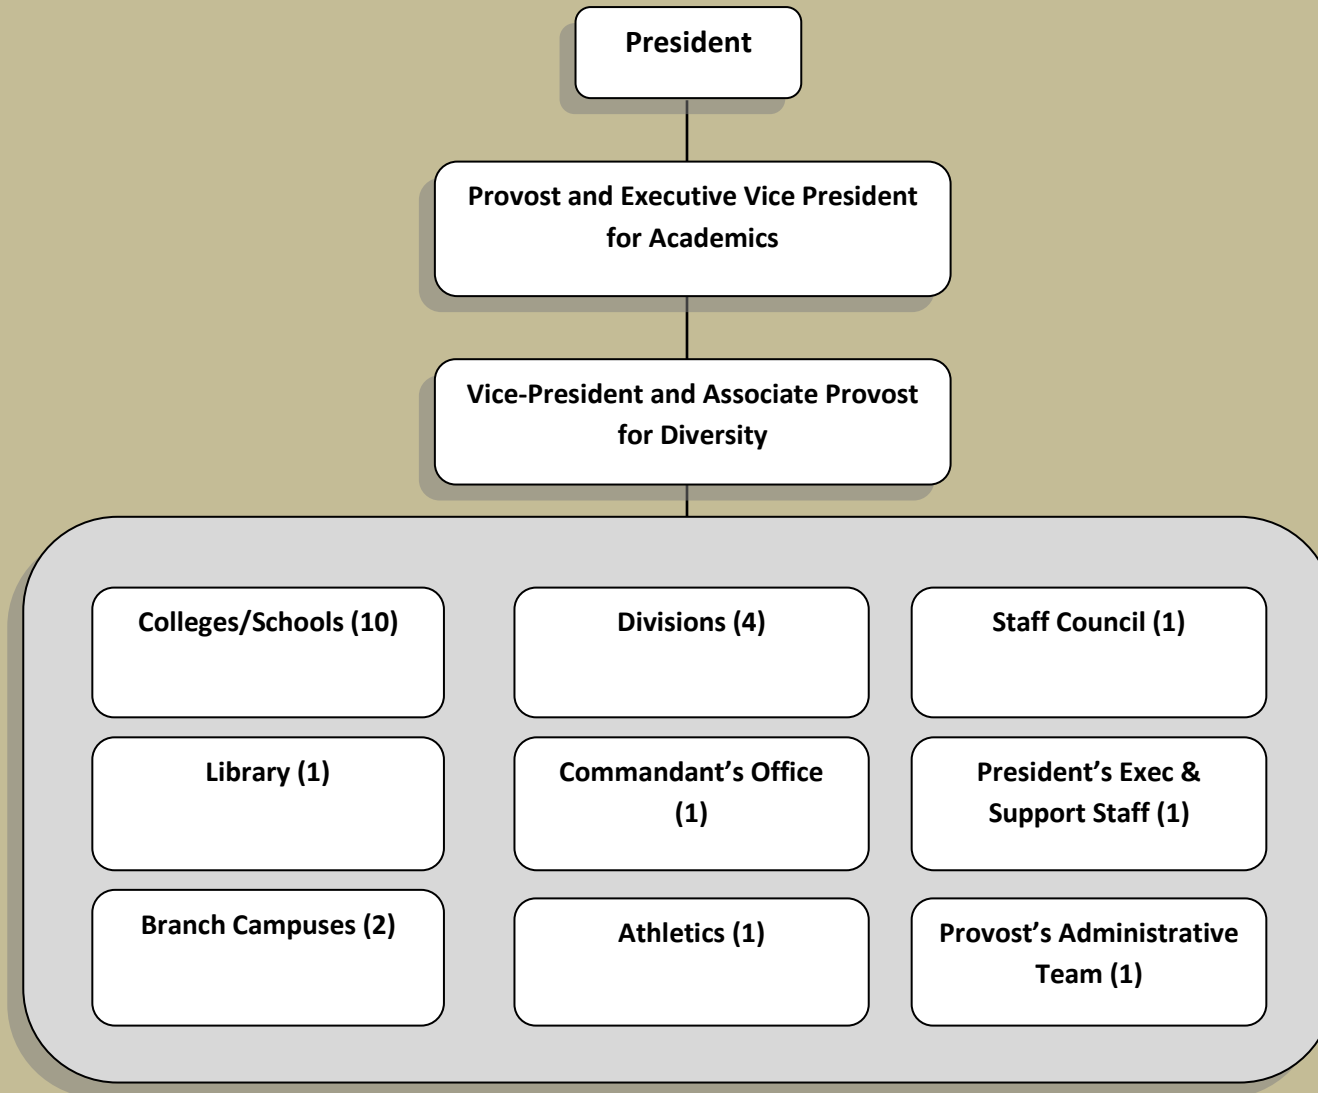 President
Provost and Executive Vice President
for Academics
Vice-President and Associate Provost
for Diversity
Colleges/Schools (10)
Divisions (4)
Staff Council (1)
Library (1)
Commandant’s Office
(1)
President’s Exec &
Support Staff (1)
Branch Campuses (2)
Athletics (1)
Provost’s Administrative
Team (1)